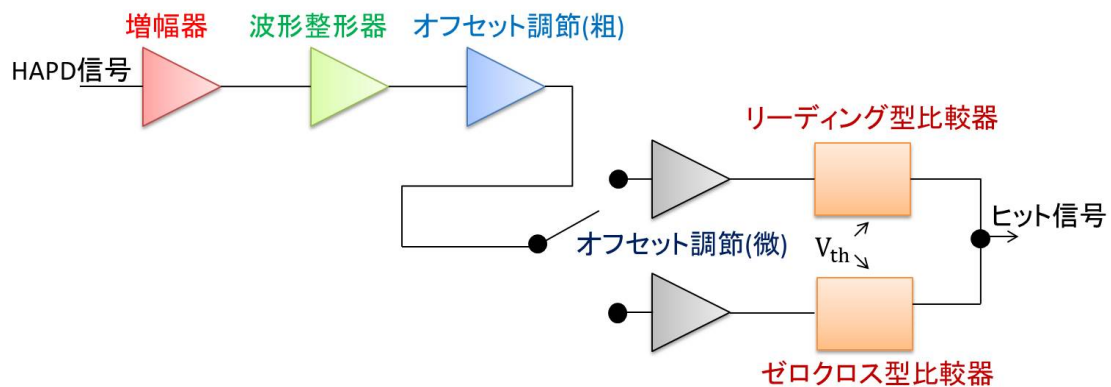 増幅器
波形整形器
オフセット調節(粗)
HAPD信号
リーディング型比較器
ヒット信号
オフセット調節(微)
Vth
ゼロクロス型比較器